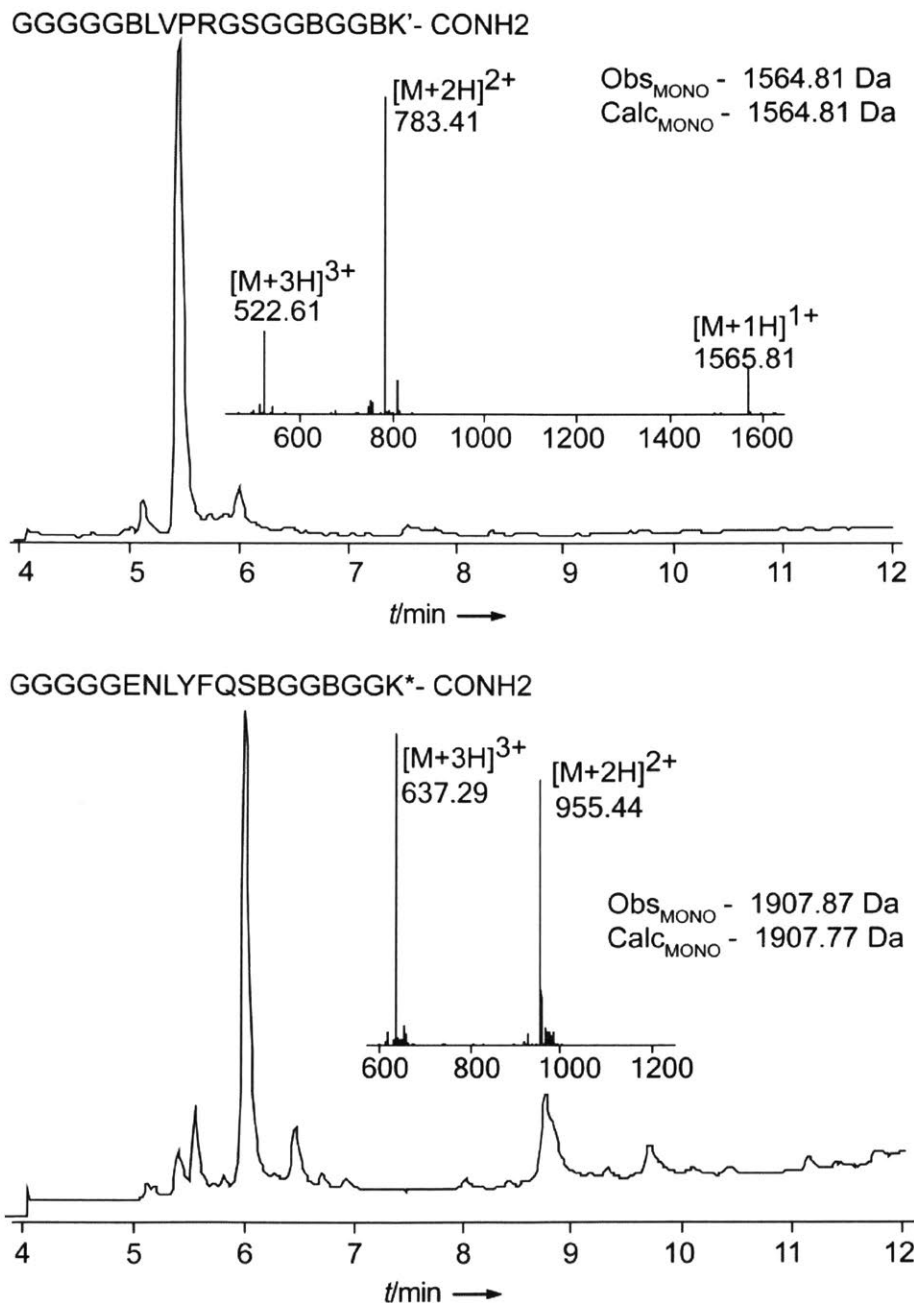 GGGGGBLVPRGSGGBGGBK’- CONH2
[M+2H]2+
783.41
ObsMONO - 1564.81 Da
CalcMONO - 1564.81 Da
[M+3H]3+
522.61
[M+1H]1+
1565.81
600 800 1000 1200 1400 1600
4 5 6 7 8 9 10 11 12
t/min
GGGGGENLYFQSBGGBGGK*- CONH2
[M+3H]3+
637.29
[M+2H]2+
955.44
ObsMONO - 1907.87 Da
CalcMONO - 1907.77 Da
600 800 1000 1200
4 5 6 7 8 9 10 11 12
t/min